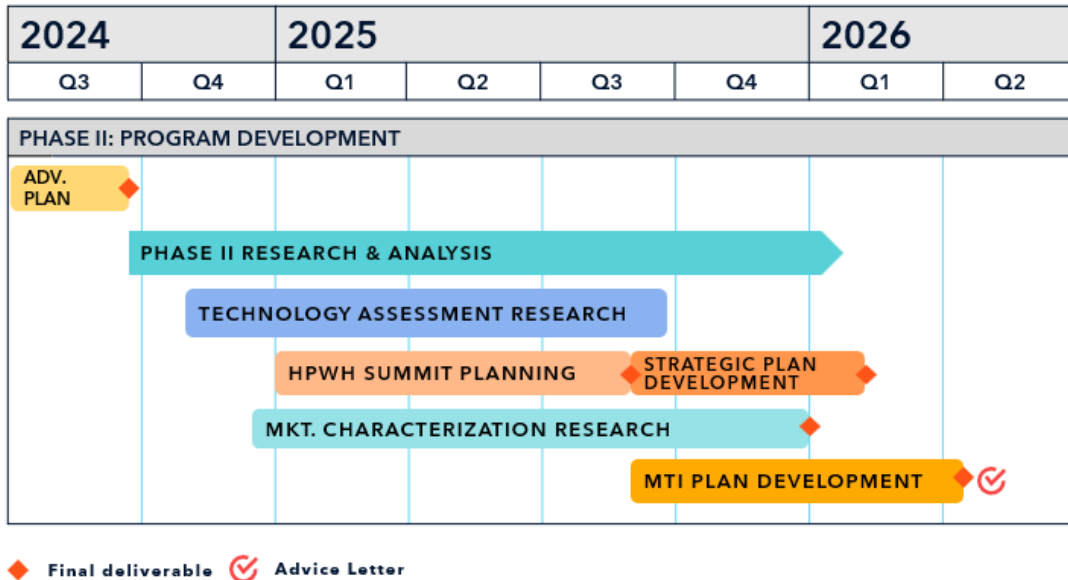 2024 2025 2026
Q3 Q4 Q1 Q2 Q3 Q4 Q1 Q2
PHASE II: PROGRAM DEVELOPMENT
ADV.
PLAN
PHASE II RESEARCH & ANALYSIS
TECHNOLOGY ASSESSMENT RESEARCH
HPWH SUMMIT PLANNING
STRATEGIC PLAN
DEVELOPMENT
MKT. CHARACTERIZATION RESEARCH
MTI PLAN DEVELOPMENT
Final deliverable Advice Letter